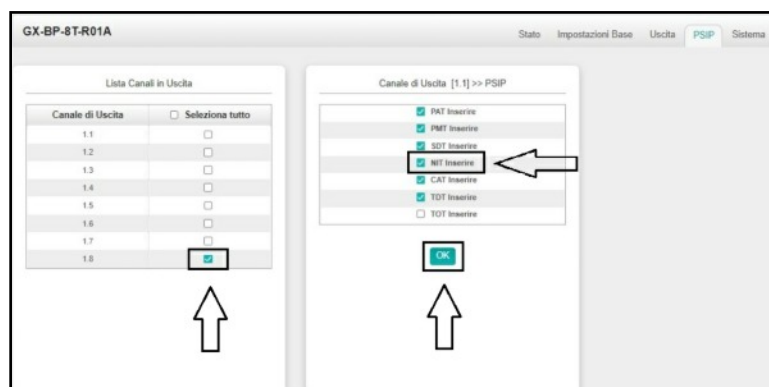 GX-BP-8T-R01A
Stato Impostazioni Base Uscita PSIP Sistema
Lista Canali in Uscita
Canale di Uscita Seleziona tutto
1.1
1.2
1.3
1.4
1.5
1.6
1.7
1.8
Canale di Uscita [1.1] >> PSIP
PAT Inserire
PMT Inserire
SDT Inserire
NIT Inserire
CAT Inserire
TDT Inserire
TOT Inserire
OK